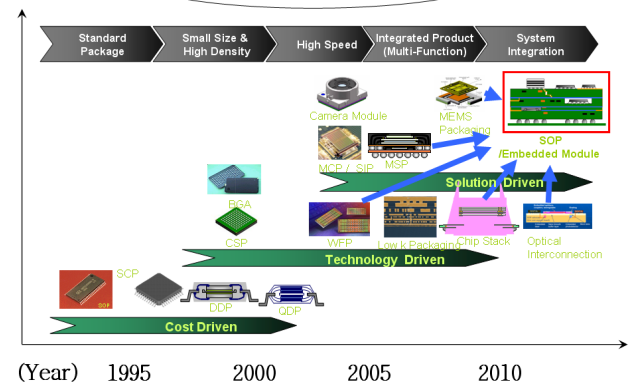 Standard
Package
Small Size &
High Density
High Speed
Integrated Product
(Multi-Function)
System
Integration
Camera Module
MEMS
Packaging
SOP
/Embedded Module
MCP / SIP
MSP
Solution Driven
BGA
CSP
WFP
Low k Packaging
Chip Stack
Optical
Interconnection
Technology Driven
SCP
SOP
DDP
QDP
Cost Driven
(Year)
1995
2000
2005
2010